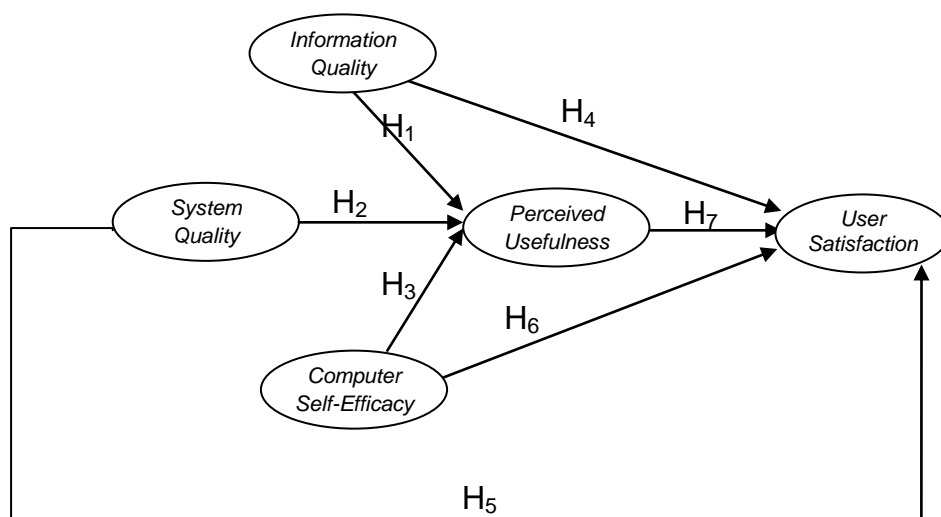 Information
Quality
H₄
H₁
System
Quality
H₂
Perceived
Usefulness
H₇
User
Satisfaction
H₃
H₆
Computer
Self-Efficacy
H₅